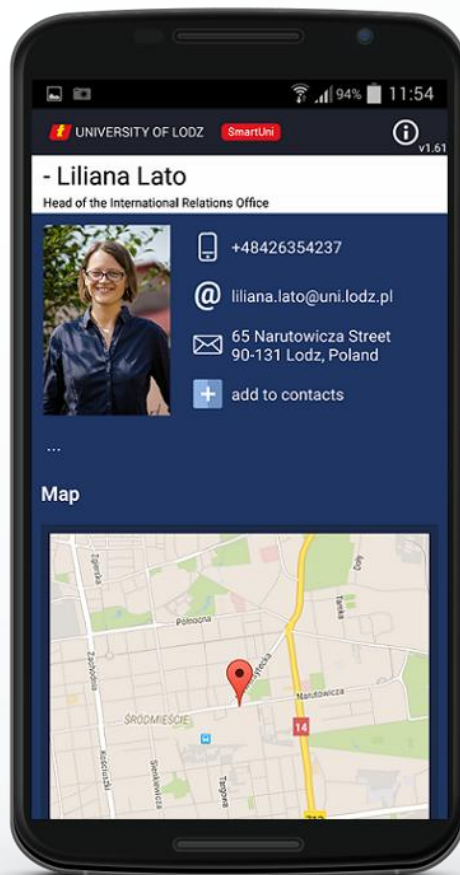 94% 11:54
UNIVERSITY OF LODZ SmartUni
v1.61
- Liliana Lato
Head of the International Relations Office
+48426354237
@ liliana.lato@uni.lodz.pl
65 Narutowicza Street
90-131 Lodz, Poland
add to contacts
...
Map
Zgierska
Zachodnia
Północna
Tamka
ŚRÓDMIEŚCIE
Narutowicza
14
Kościuszki
Sienkiewicza
Targowa